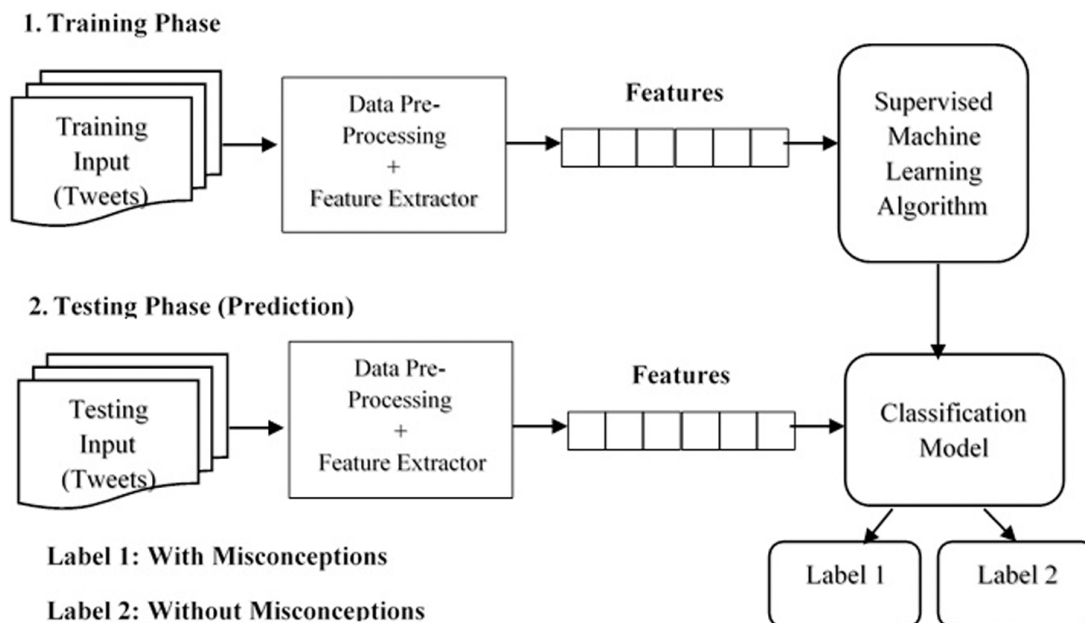 1. Training Phase
Training
Input
(Tweets)
Data Pre-
Processing
+
Feature Extractor
Features
Supervised
Machine
Learning
Algorithm
2. Testing Phase (Prediction)
Testing
Input
(Tweets)
Data Pre-
Processing
+
Feature Extractor
Features
Classification
Model
Label 1: With Misconceptions
Label 2: Without Misconceptions
Label 1
Label 2